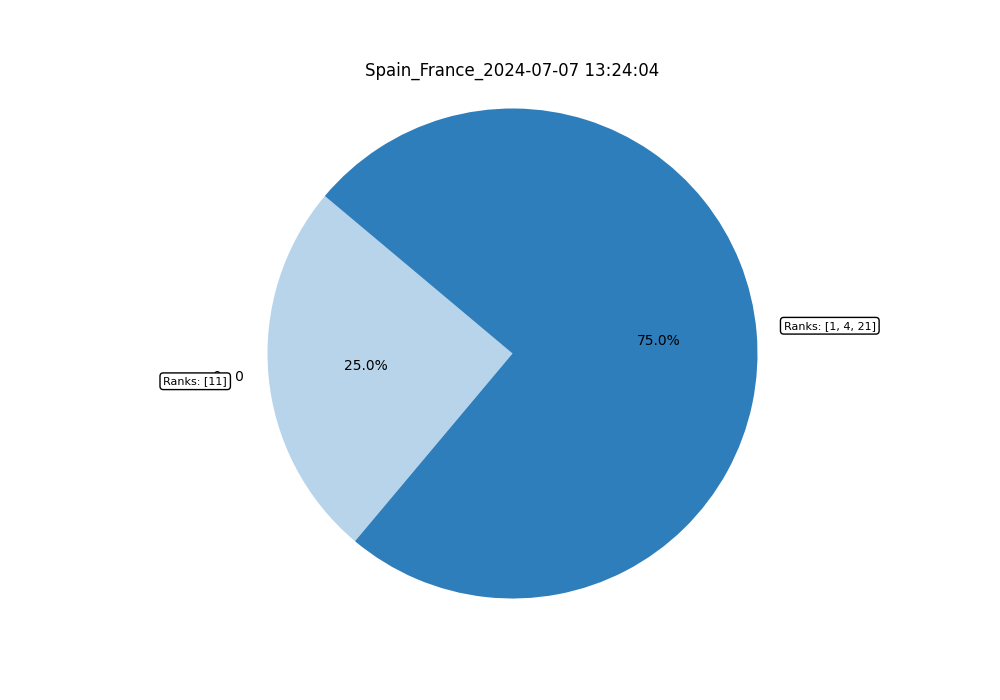 Spain_France_2024-07-07 13:24:04
Ranks: [1, 4, 21]
75.0%
25.0%
0
Ranks: [11]